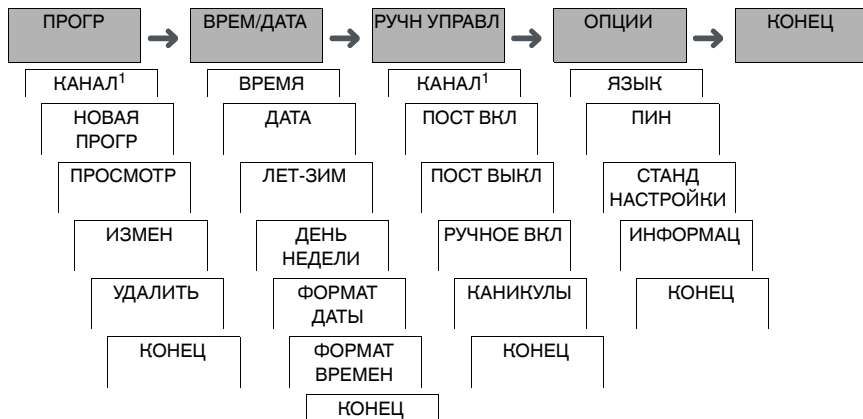 ПРОГР
ВРЕМ/ДАТА
РУЧН УПРАВЛ
ОПЦИИ
КОНЕЦ
КАНАЛ1
НОВАЯ
ПРОГР
ПРОСМОТР
ИЗМЕН
УДАЛИТЬ
КОНЕЦ
ВРЕМЯ
ДАТА
ЛЕТ-ЗИМ
ДЕНЬ
НЕДЕЛИ
ФОРМАТ
ДАТЫ
ФОРМАТ
ВРЕМЕН
КОНЕЦ
КАНАЛ1
ПОСТ ВКЛ
ПОСТ ВЫКЛ
РУЧНОЕ ВКЛ
КАНИКУЛЫ
КОНЕЦ
ЯЗЫК
ПИН
СТАНД
НАСТРОЙКИ
ИНФОРМАЦ
КОНЕЦ